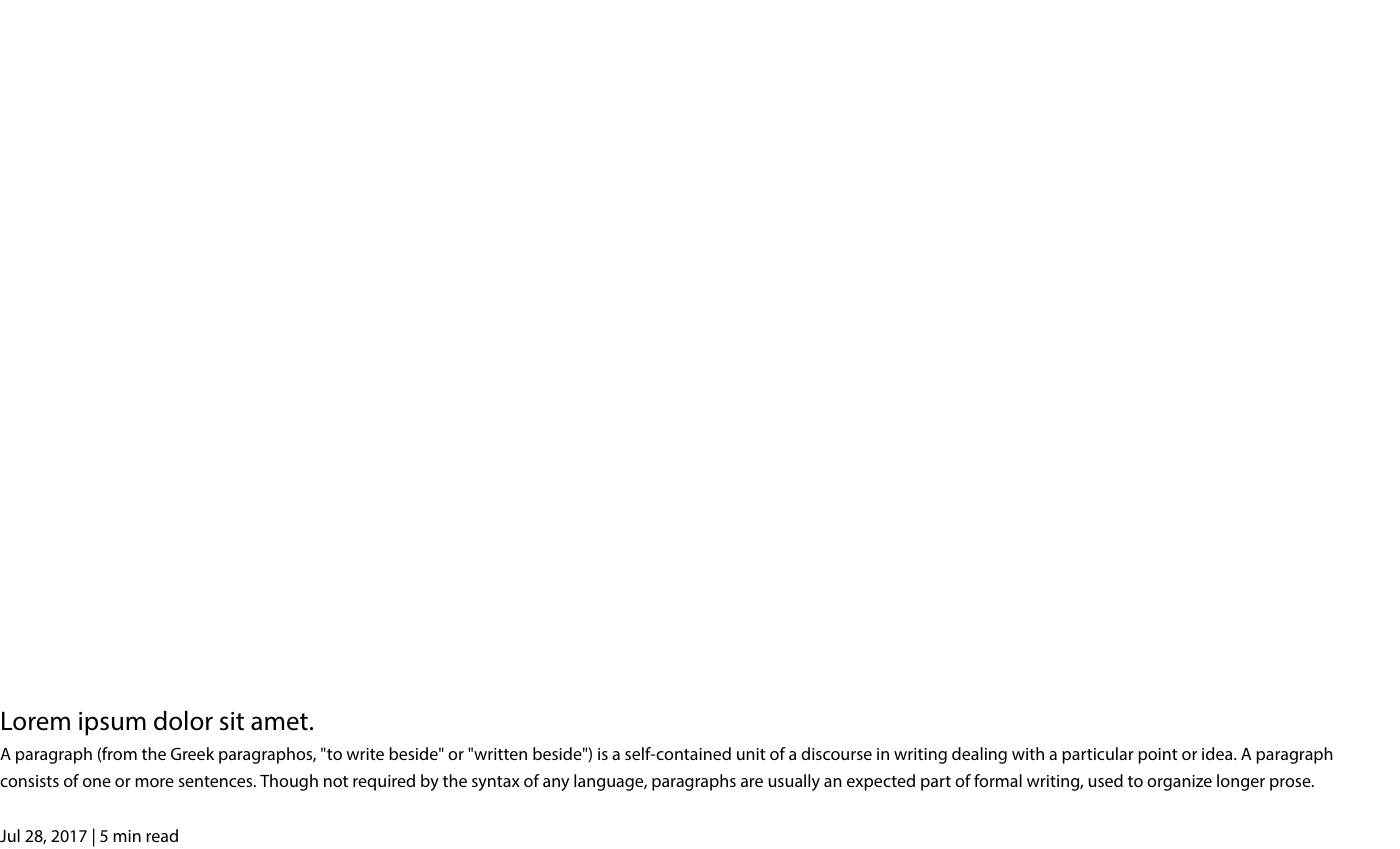 Lorem ipsum dolor sit amet.
A paragraph (from the Greek paragraphos, "to write beside" or "written beside") is a self-contained unit of a discourse in writing dealing with a particular point or idea. A paragraph
consists of one or more sentences. Though not required by the syntax of any language, paragraphs are usually an expected part of formal writing, used to organize longer prose.
Jul 28, 2017 | 5 min read